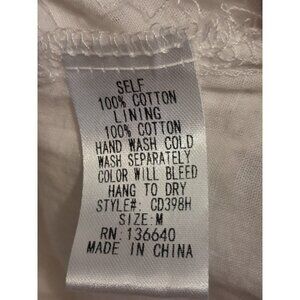 SELF
100% COTTON
LINING
100% COTTON
HAND WASH COLD
WASH SEPARATELY
COLOR WILL BLEED
HANG TO DRY
STYLE#: CD398H
SIZE: M
RN: 136640
MADE IN CHINA